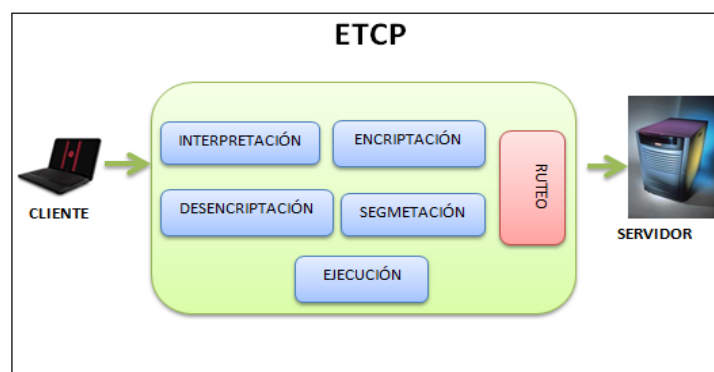 ETCP
INTERPRETACIÓN
ENCRIPTACIÓN
RUTEO
DESENCRIPTACIÓN
SEGMETACIÓN
EJECUCIÓN
CLIENTE
SERVIDOR